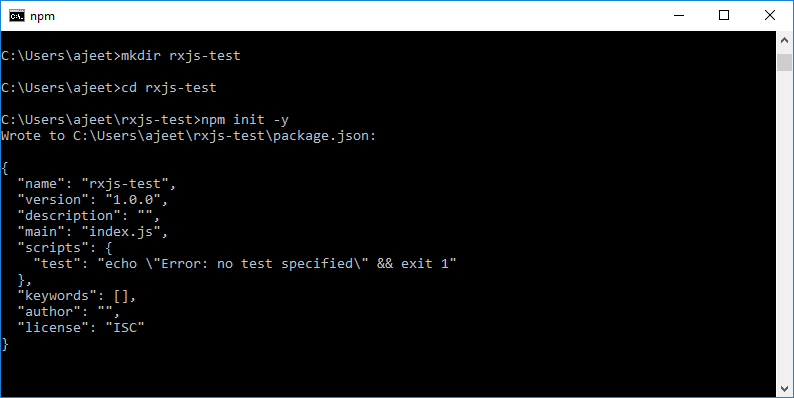 npm
C:\Users\ajeet>mkdir rxjs-test
C:\Users\ajeet>cd rxjs-test
C:\Users\ajeet\rxjs-test>npm init -y
Wrote to C:\Users\ajeet\rxjs-test\package.json:
{
  "name": "rxjs-test",
  "version": "1.0.0",
  "description": "",
  "main": "index.js",
  "scripts": {
    "test": "echo \"Error: no test specified\" && exit 1"
  },
  "keywords": [],
  "author": "",
  "license": "ISC"
}